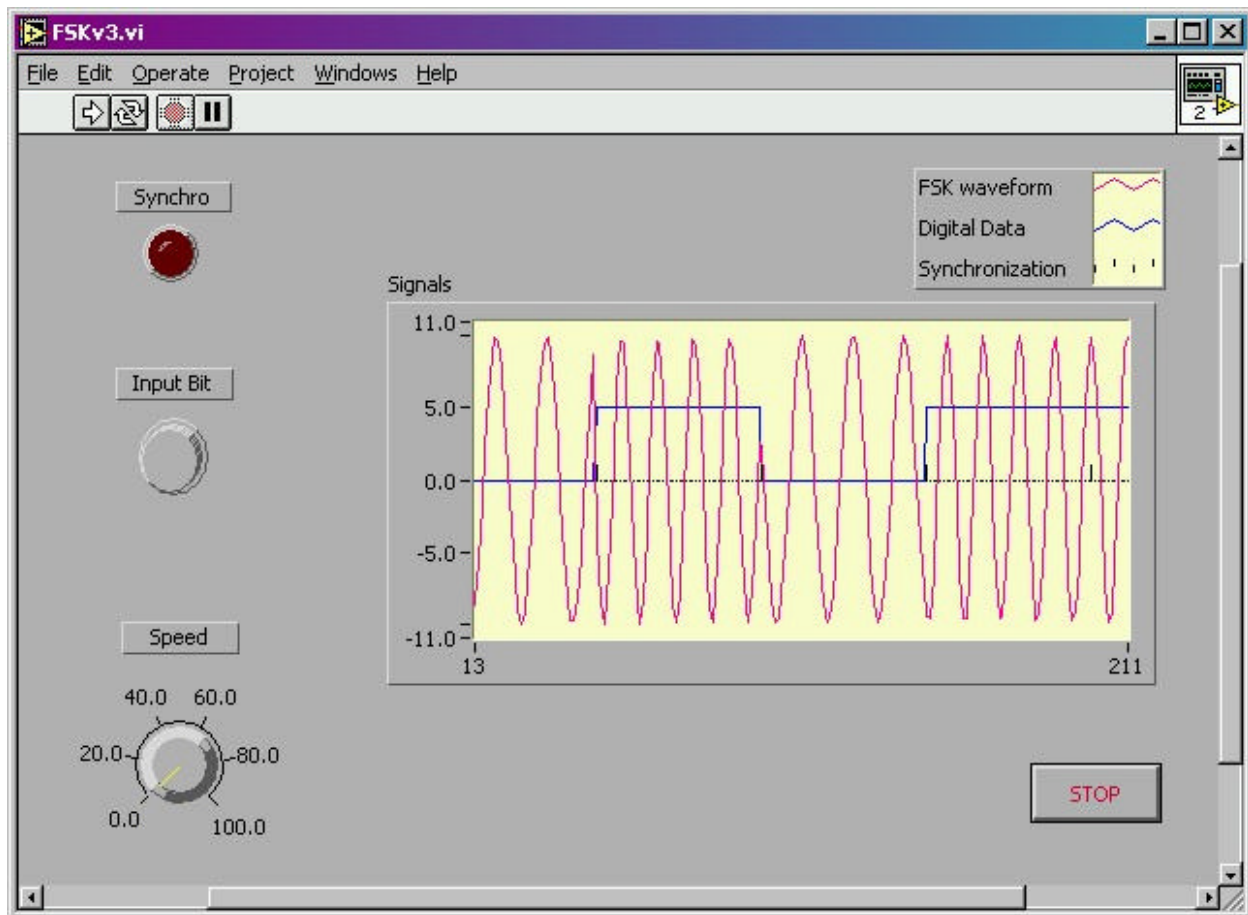 FSKv3.vi
File Edit Operate Project Windows Help
2
Synchro
FSK waveform
Digital Data
Synchronization
Signals
11.0
5.0
0.0
-5.0
-11.0
13 211
Input Bit
Speed
40.0 60.0
20.0 80.0
0.0 100.0
STOP